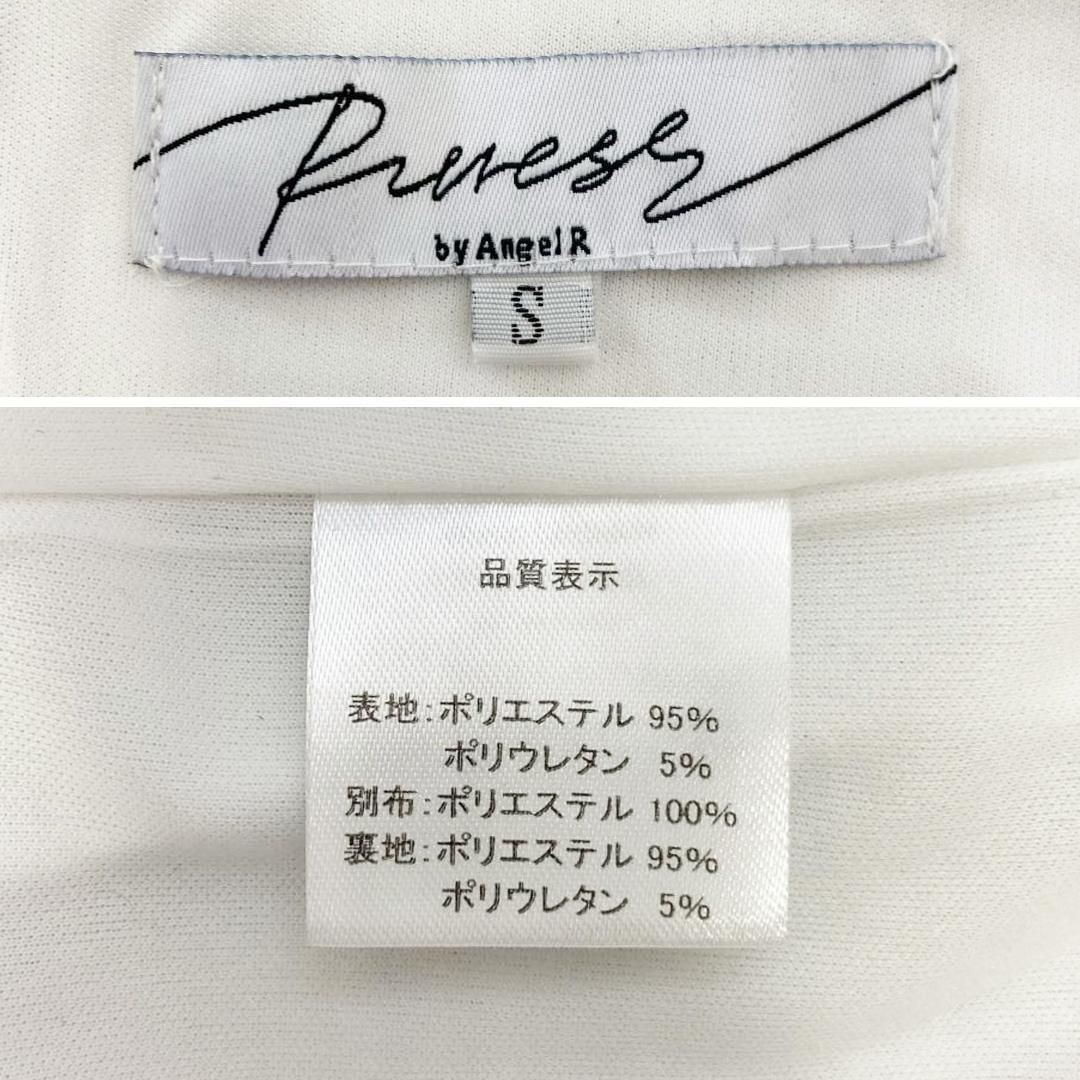 by Angel R
S
品質表示
表地:ポリエステル 95%
ポリウレタン 5%
別布:ポリエステル 100%
裏地:ポリエステル 95%
ポリウレタン 5%